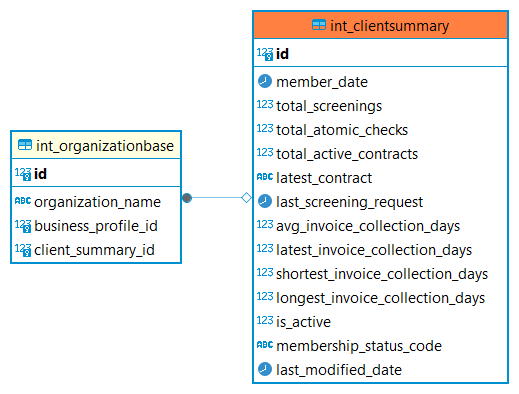 int_organizationbase
123 id
ABC organization_name
123 business_profile_id
123 client_summary_id
int_clientsummary
123 id
member_date
123 total_screenings
123 total_atomic_checks
123 total_active_contracts
ABC latest_contract
last_screening_request
123 avg_invoice_collection_days
123 latest_invoice_collection_days
123 shortest_invoice_collection_days
123 longest_invoice_collection_days
123 is_active
ABC membership_status_code
last_modified_date